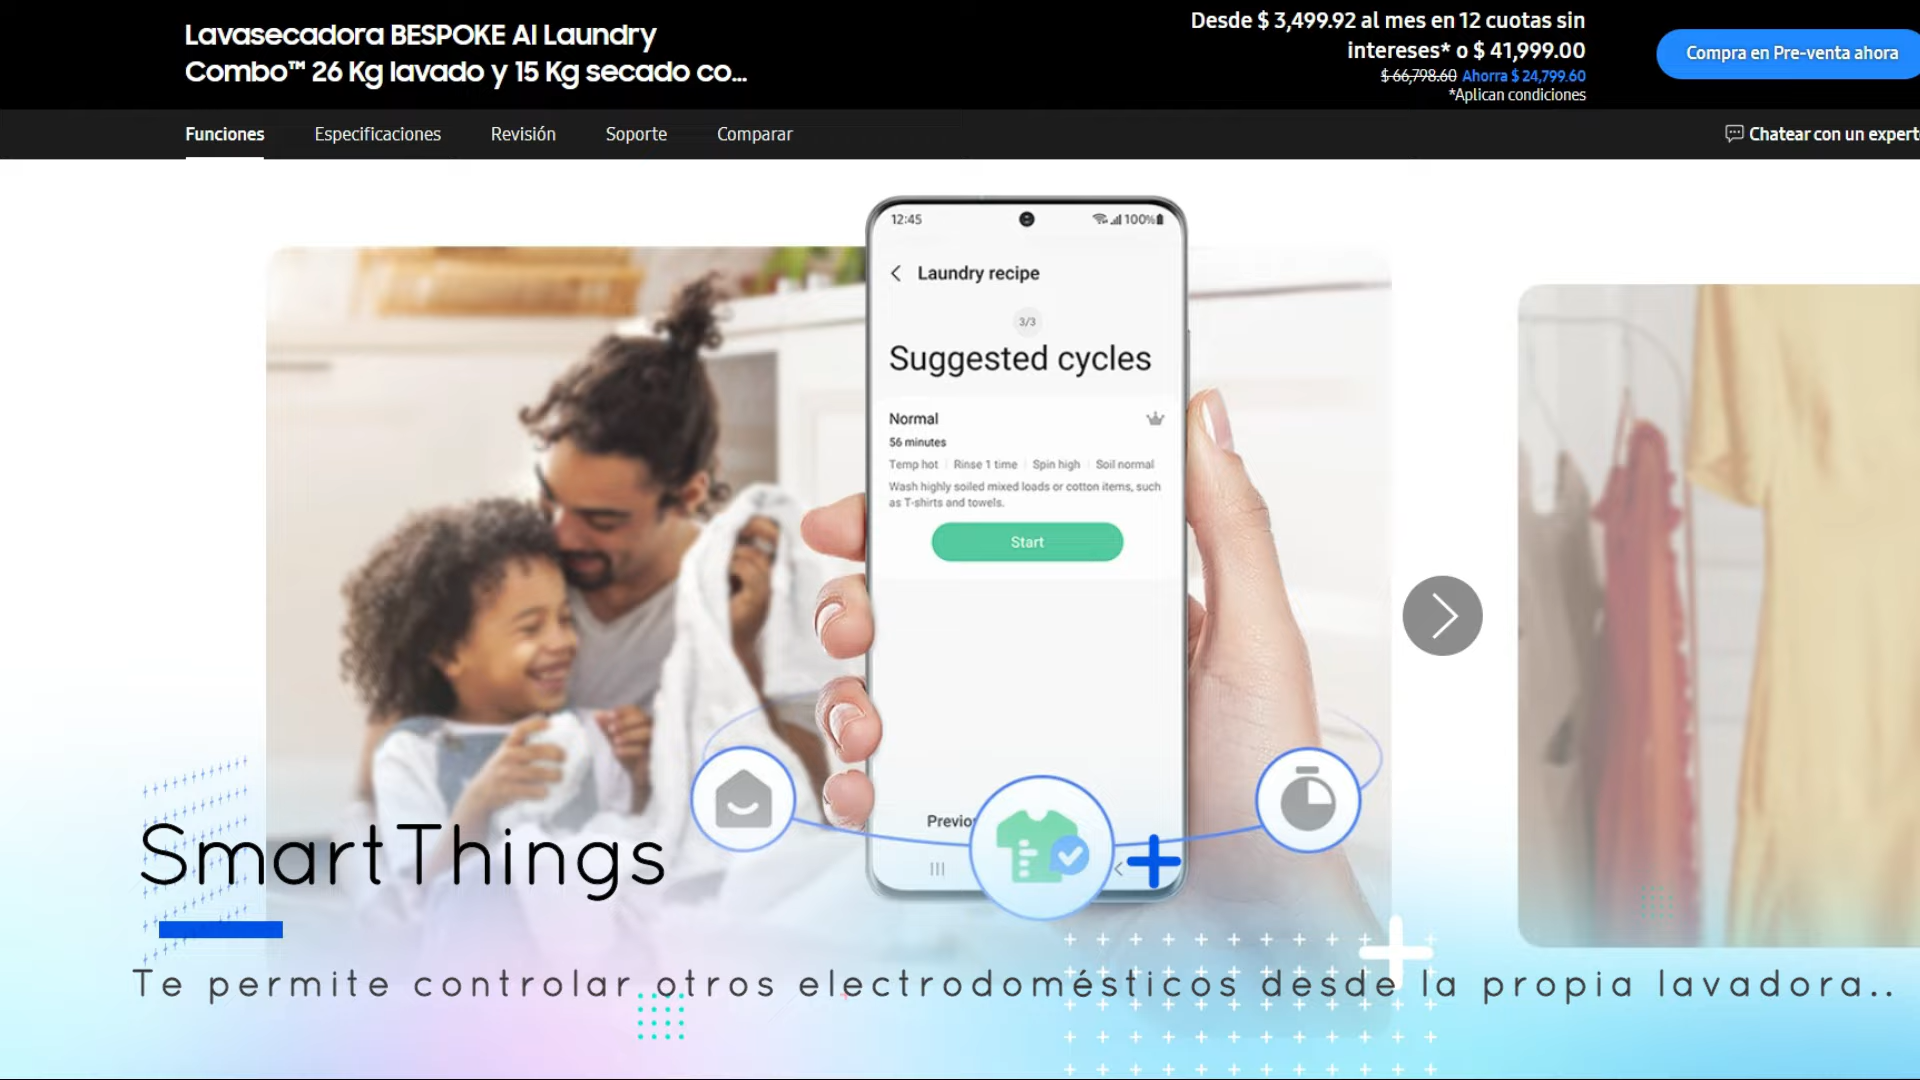 Lavasecadora BESPOKE AI Laundry
Combo™ 26 Kg lavado y 15 Kg secado co...
Desde $ 3,499.92 al mes en 12 cuotas sin
intereses* o $ 41,999.00
$ 66,798.60 Ahorra $ 24,799.60
*Aplican condiciones
Compra en Pre-venta ahora
Funciones Especificaciones Revisión Soporte Comparar
Chatear con un expert
12:45 100%
Laundry recipe
3/3
Suggested cycles
Normal
56 minutes
Temp hot Rinse 1 time Spin high Soil normal
Wash highly soiled mixed loads or cotton items, such
as T-shirts and towels.
Start
Previo
SmartThings
Te permite controlar otros electrodomésticos desde la propia lavadora..